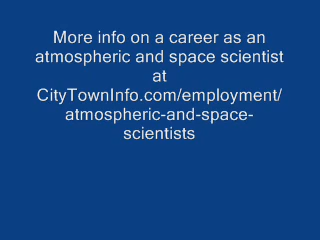 More info on a career as an
atmospheric and space scientist
at
CityTownInfo.com/employment/
atmospheric-and-space-
scientists